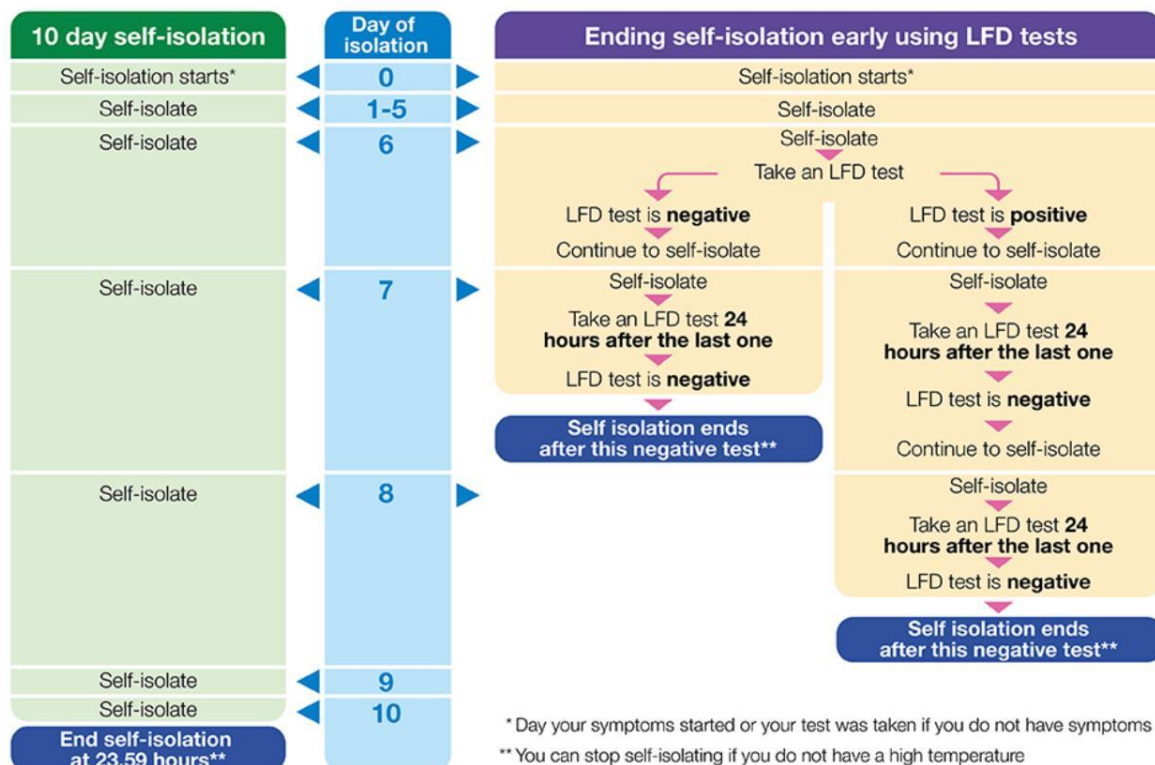 10 day self-isolation
Day of
isolation
Ending self-isolation early using LFD tests
Self-isolation starts*
0
Self-isolation starts*
Self-isolate
1-5
Self-isolate
Self-isolate
6
Self-isolate
Take an LFD test
LFD test is negative
Continue to self-isolate
LFD test is positive
Continue to self-isolate
Self-isolate
7
Self-isolate
Take an LFD test 24
hours after the last one
LFD test is negative
Self isolation ends
after this negative test**
Self-isolate
Take an LFD test 24
hours after the last one
LFD test is negative
Continue to self-isolate
Self-isolate
8
Self-isolate
Take an LFD test 24
hours after the last one
LFD test is negative
Self isolation ends
after this negative test**
Self-isolate
9
Self-isolate
10
End self-isolation
at 23.59 hours**
* Day your symptoms started or your test was taken if you do not have symptoms
** You can stop self-isolating if you do not have a high temperature